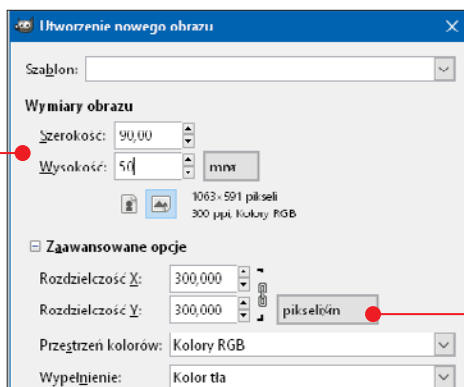 Utworzenie nowego obrazu
Szablon:
Wymiary obrazu
Szerokość: 90,00
Wysokość: 50 mm
1063×591 pikseli
300 ppi, Kolory RGB
Zaawansowane opcje
Rozdzielczość X: 300,000
Rozdzielczość Y: 300,000 pikseli/in
Przestrzeń kolorów: Kolory RGB
Wypełnienie: Kolor tła